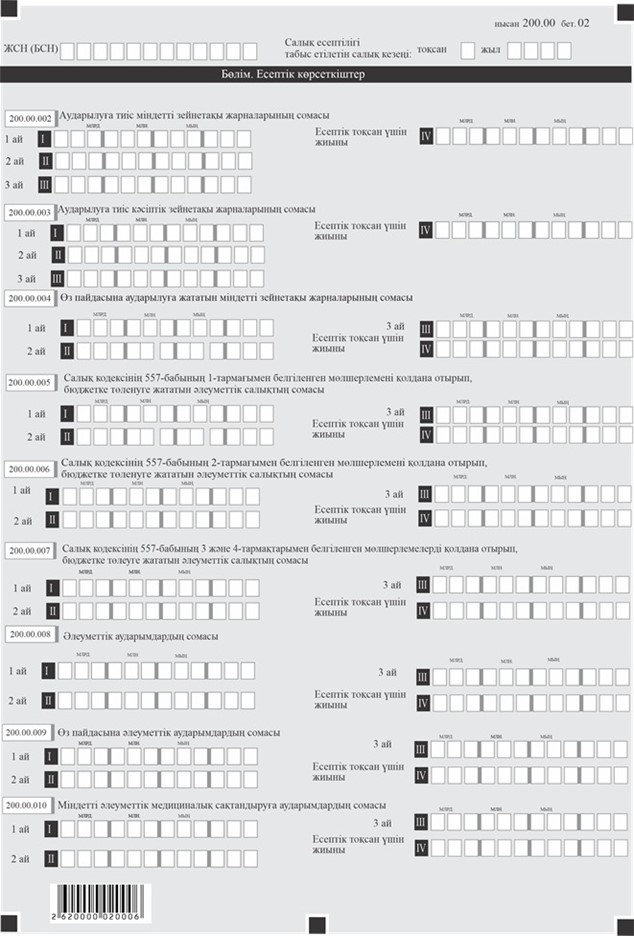 нысан 200.00 бет. 02
ЖСН (БСН)
Салық есептілігі
табыс етілетін салық кезеңі: тоқсан жыл
Бөлім. Есептік көрсеткіштер
200.00.002 Аударылуға тиіс міндетті зейнетақы жарналарының сомасы
млрд млн мың
млрд млн мың
1 ай I
Есептік тоқсан үшін
жиыны IV
2 ай II
3 ай III
200.00.003 Аударылуға тиіс кәсіптік зейнетақы жарналарының сомасы
млрд млн мың
млрд млн мың
1 ай I
Есептік тоқсан үшін
жиыны IV
2 ай II
3 ай III
200.00.004 Өз пайдасына аударылуға жататын міндетті зейнетақы жарналарының сомасы
млрд млн мың
млрд млн мың
1 ай I
3 ай III
2 ай II
Есептік тоқсан үшін
жиыны IV
200.00.005 Салық кодексінің 557-бабының 1-тармағымен белгіленген мөлшерлемені қолдана отырып,
бюджетке төленуге жататын әлеуметтік салықтың сомасы
млрд млн мың
млрд млн мың
1 ай I
3 ай III
2 ай II
Есептік тоқсан үшін
жиыны IV
200.00.006 Салық кодексінің 557-бабының 2-тармағымен белгіленген мөлшерлемені қолдана отырып,
бюджетке төленуге жататын әлеуметтік салықтың сомасы
млрд млн мың
млрд млн мың
1 ай I
3 ай III
2 ай II
Есептік тоқсан үшін
жиыны IV
200.00.007 Салық кодексінің 557-бабының 3 және 4-тармақтарымен белгіленген мөлшерлемелерді қолдана отырып,
бюджетке төлеуге жататын әлеуметтік салықтың сомасы
млрд млн мың
млрд млн мың
1 ай I
3 ай III
2 ай II
Есептік тоқсан үшін
жиыны IV
200.00.008 Әлеуметтік аударымдардың сомасы
млрд млн мың
млрд млн мың
1 ай I
3 ай III
2 ай II
Есептік тоқсан үшін
жиыны IV
200.00.009 Өз пайдасына әлеуметтік аударымдардың сомасы
млрд млн мың
млрд млн мың
1 ай I
3 ай III
2 ай II
Есептік тоқсан үшін
жиыны IV
200.00.010 Міндетті әлеуметтік медициналық сақтандыруға аударымдардың сомасы
млрд млн мың
млрд млн мың
1 ай I
3 ай III
2 ай II
Есептік тоқсан үшін
жиыны IV
2 620000 020006